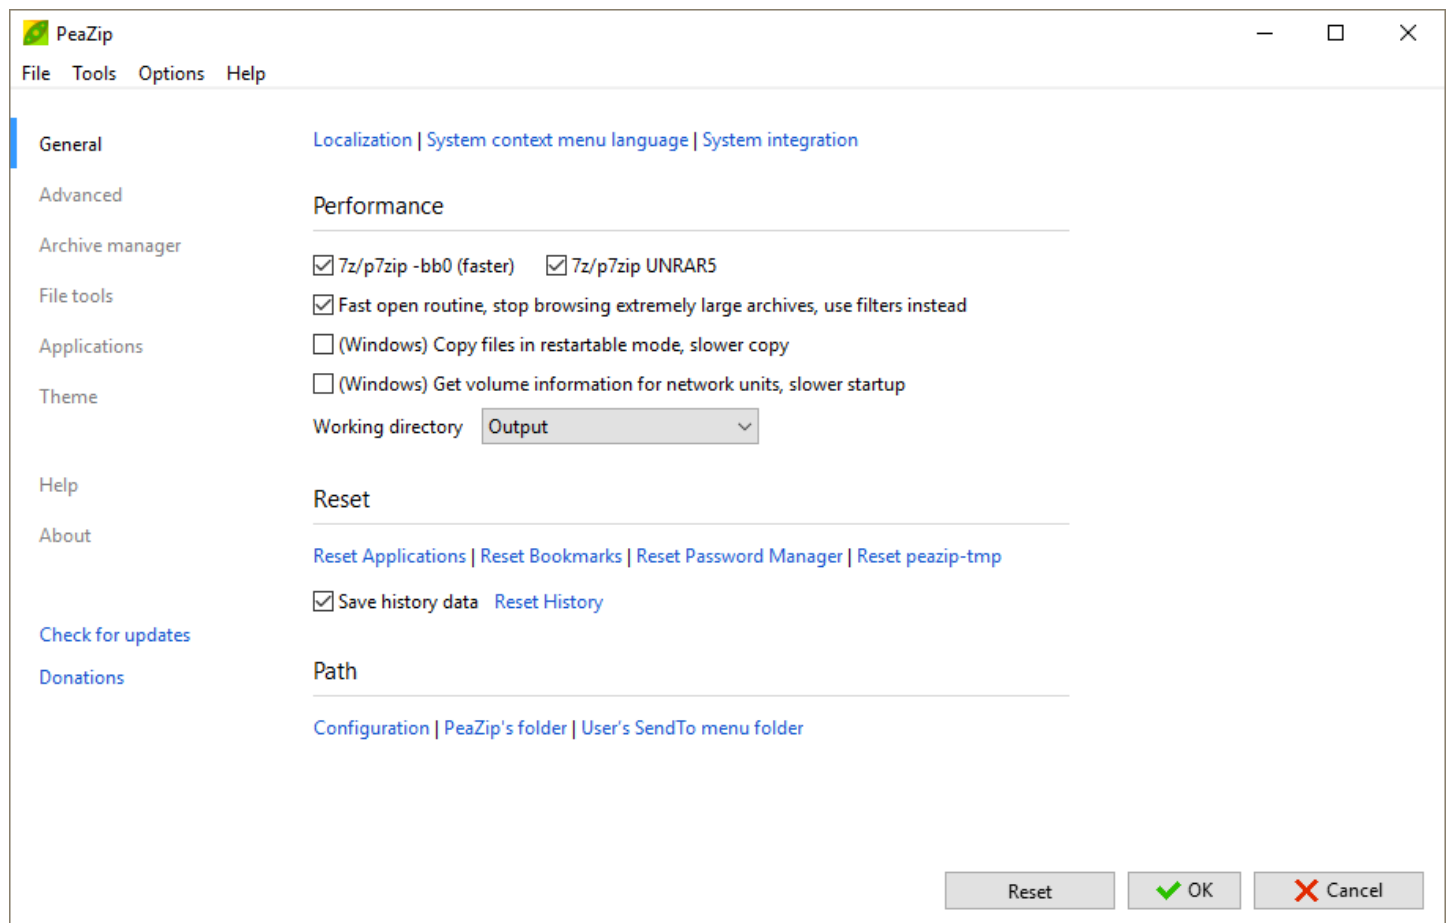 PeaZip
File Tools Options Help
General
Advanced
Archive manager
File tools
Applications
Theme
Help
About
Check for updates
Donations
Localization | System context menu language | System integration
Performance
7z/p7zip -bb0 (faster) 7z/p7zip UNRAR5
Fast open routine, stop browsing extremely large archives, use filters instead
(Windows) Copy files in restartable mode, slower copy
(Windows) Get volume information for network units, slower startup
Working directory Output
Reset
Reset Applications | Reset Bookmarks | Reset Password Manager | Reset peazip-tmp
Save history data Reset History
Path
Configuration | PeaZip's folder | User's SendTo menu folder
Reset OK Cancel